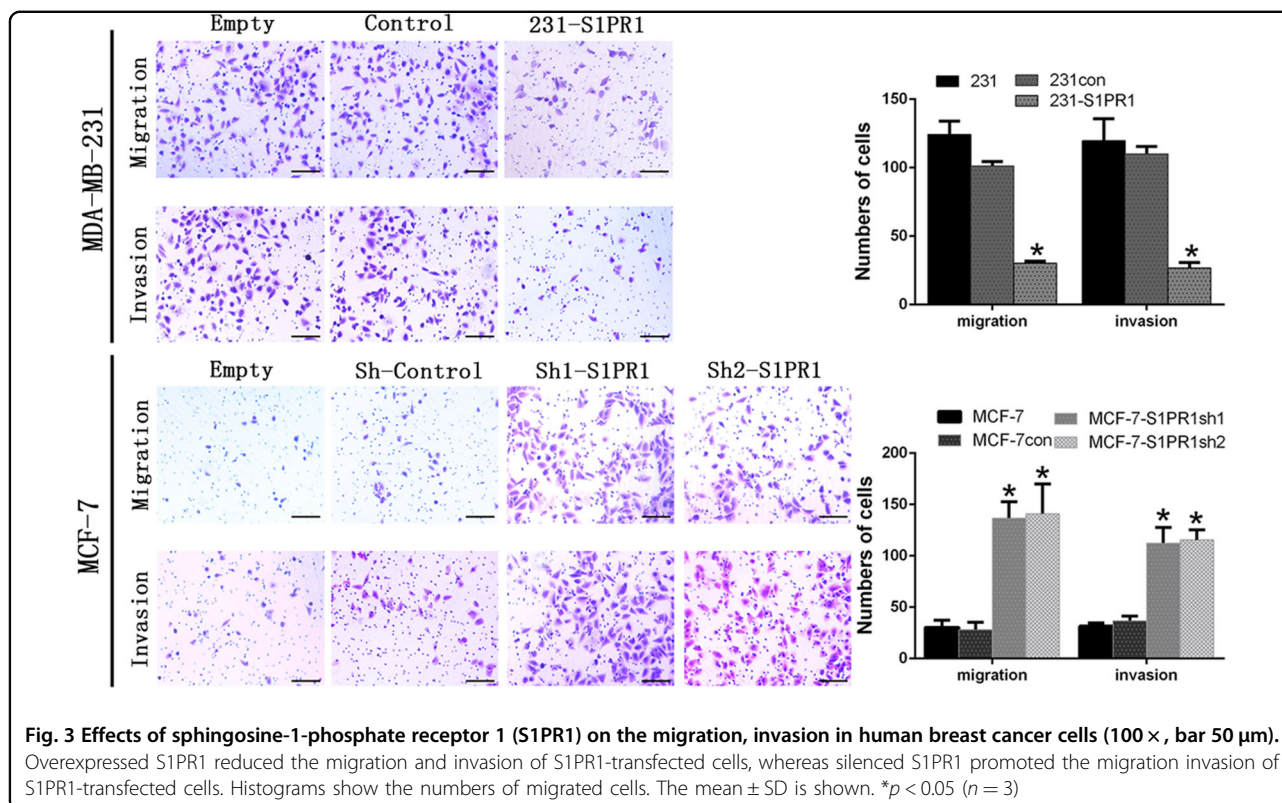 Empty Control 231-S1PR1
MDA-MB-231
Migration
Invasion
231 231con
231-S1PR1
Numbers of cells
150
100
50
0
* *
migration invasion
Empty Sh-Control Sh1-S1PR1 Sh2-S1PR1
MCF-7
Migration
Invasion
MCF-7 MCF-7-S1PR1sh1
MCF-7con MCF-7-S1PR1sh2
Numbers of cells
200
150
100
50
0
* * * *
migration invasion
Fig. 3 Effects of sphingosine-1-phosphate receptor 1 (S1PR1) on the migration, invasion in human breast cancer cells (100 ×, bar 50 μm).
Overexpressed S1PR1 reduced the migration and invasion of S1PR1-transfected cells, whereas silenced S1PR1 promoted the migration invasion of
S1PR1-transfected cells. Histograms show the numbers of migrated cells. The mean ± SD is shown. *p < 0.05 (n = 3)